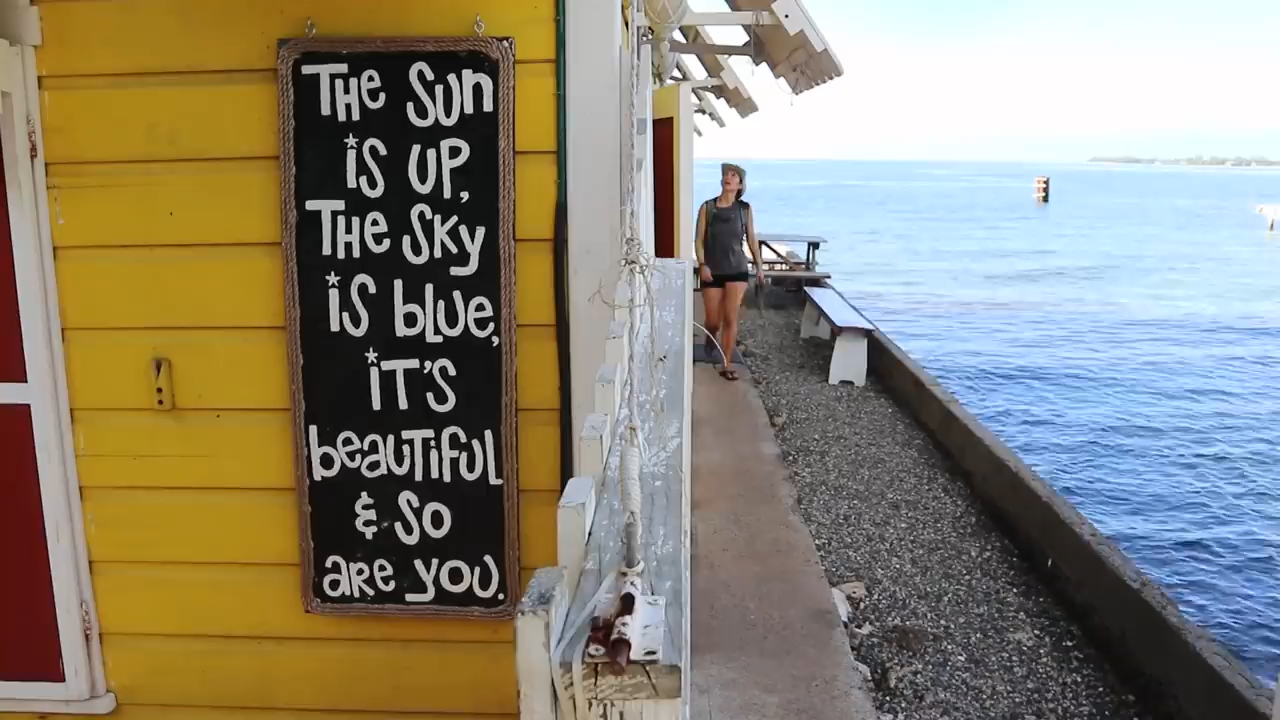 THE SUN
iS UP,
THE SKy
iS bLUE,
iT'S
beauTifUL
& SO
aRE yOU.